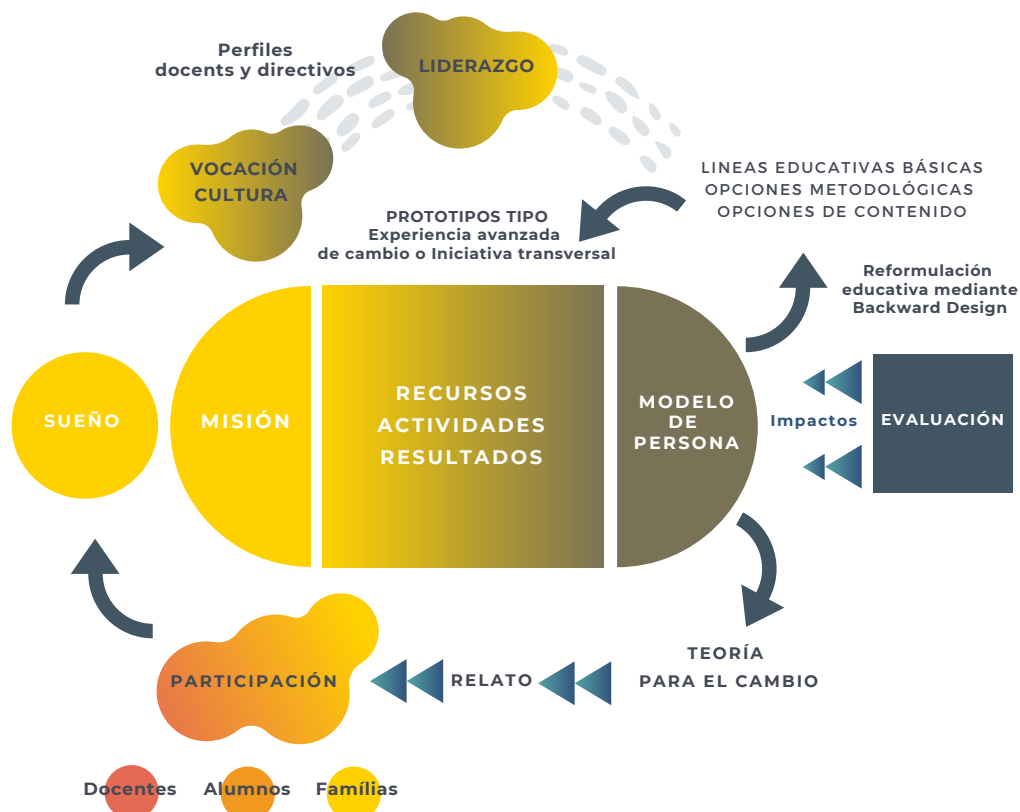 Perfiles
docents y directivos
LIDERAZGO
VOCACIÓN
CULTURA
LINEAS EDUCATIVAS BÁSICAS
OPCIONES METODOLÓGICAS
OPCIONES DE CONTENIDO
PROTOTIPOS TIPO
Experiencia avanzada
de cambio o Iniciativa transversal
Reformulación
educativa mediante
Backward Design
SUEÑO
MISIÓN
RECURSOS
ACTIVIDADES
RESULTADOS
MODELO
DE
PERSONA
Impactos
EVALUACIÓN
TEORÍA
PARA EL CAMBIO
RELATO
PARTICIPACIÓN
Docentes
Alumnos
Famílias